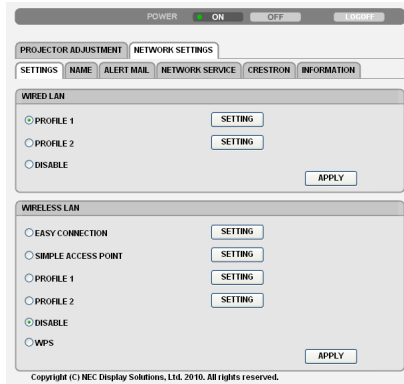 POWER ON OFF LOGOFF
PROJECTOR ADJUSTMENT NETWORK SETTINGS
SETTINGS NAME ALERT MAIL NETWORK SERVICE CRESTRON INFORMATION
WIRED LAN
PROFILE 1 SETTING
PROFILE 2 SETTING
DISABLE
APPLY
WIRELESS LAN
EASY CONNECTION SETTING
SIMPLE ACCESS POINT SETTING
PROFILE 1 SETTING
PROFILE 2 SETTING
DISABLE
WPS
APPLY
Copyright (C) NEC Display Solutions, Ltd. 2010. All rights reserved.